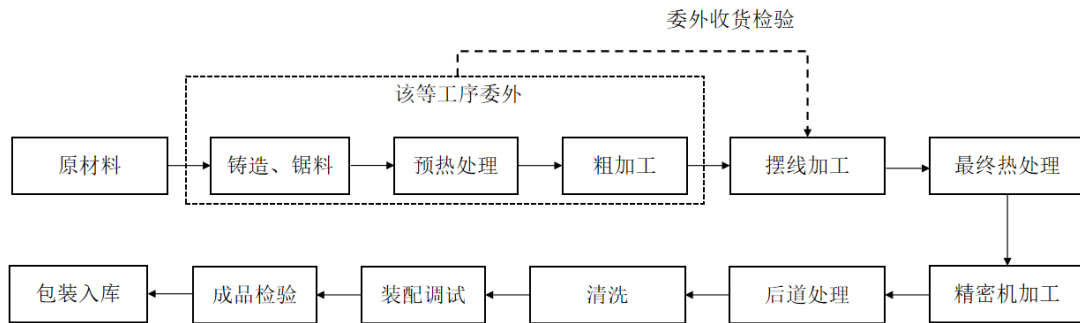 委外收货检验
该等工序委外
原材料
铸造、锯料
预热处理
粗加工
摆线加工
最终热处理
包装入库
成品检验
装配调试
清洗
后道处理
精密机加工